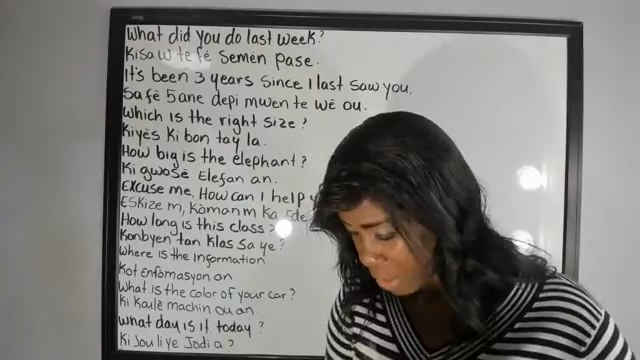 What did you do last week?
Kisa w te fè semen pase.
It's been 3 years since I last saw you.
Sa fè 5 ane depi mwen te wè ou.
Which is the right size?
Kiyès ki bon tay la.
How big is the elephant?
Ki gwosè Elefan an.
Excuse me, How can I help
Eskize m, kòman m ka
How long is this class?
Konbyen tan klas sa ye?
Where is the information
Kot enfòmasyon an
What is the color of your car?
Ki Koulè machin ou an.
What day is it today?
Ki Jou li ye Jodi a?